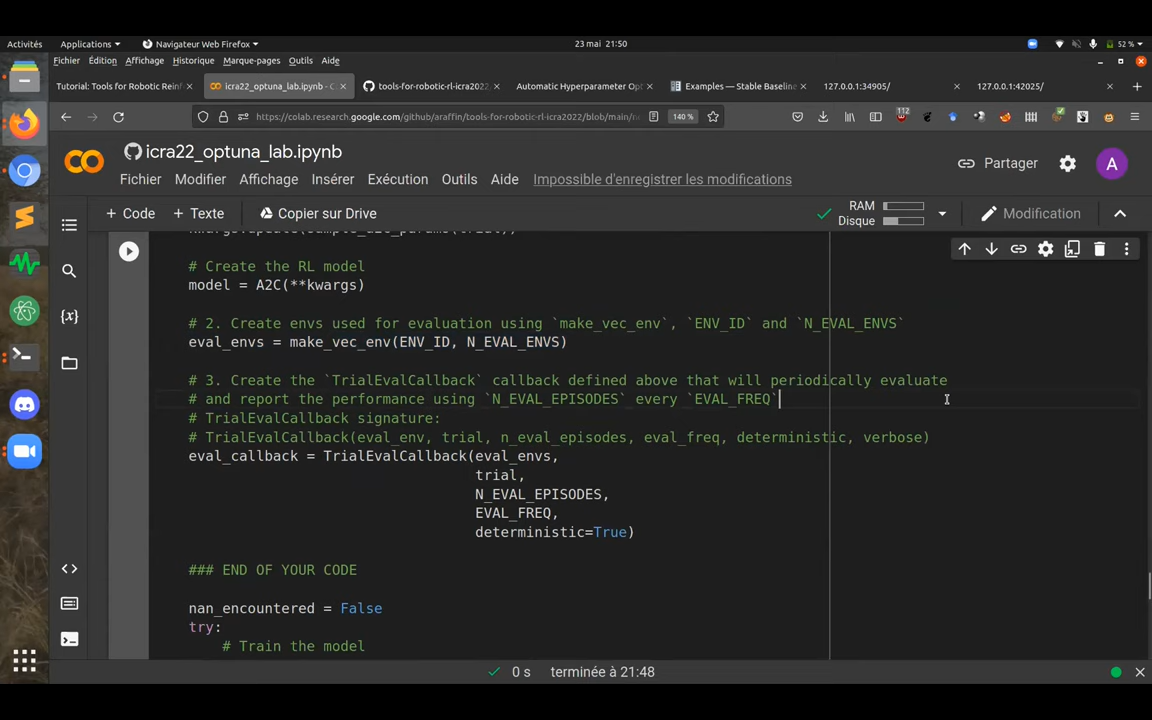 Activités
Applications
Navigateur Web Firefox
23 mai 21:50
52 %
Fichier Édition Affichage Historique Marque-pages Outils Aide
Tutorial: Tools for Robotic Rein
icra22_optuna_lab.ipynb - C
tools-for-robotic-rl-icra2022/
Automatic Hyperparameter Opt
Examples — Stable Baseline
127.0.0.1:34905/
127.0.0.1:42025/
https://colab.research.google.com/github/araffin/tools-for-robotic-rl-icra2022/blob/main/n
140 %
112
icra22_optuna_lab.ipynb
Partager
A
Fichier Modifier Affichage Insérer Exécution Outils Aide Impossible d'enregistrer les modifications
+ Code + Texte Copier sur Drive
RAM
Disque
Modification
kwargs.update(sample_a2c_params(trial))
# Create the RL model
model = A2C(**kwargs)
# 2. Create envs used for evaluation using `make_vec_env`, `ENV_ID` and `N_EVAL_ENVS`
eval_envs = make_vec_env(ENV_ID, N_EVAL_ENVS)
# 3. Create the `TrialEvalCallback` callback defined above that will periodically evaluate
# and report the performance using `N_EVAL_EPISODES` every `EVAL_FREQ`
# TrialEvalCallback signature:
# TrialEvalCallback(eval_env, trial, n_eval_episodes, eval_freq, deterministic, verbose)
eval_callback = TrialEvalCallback(eval_envs,
trial,
N_EVAL_EPISODES,
EVAL_FREQ,
deterministic=True)
### END OF YOUR CODE
nan_encountered = False
try:
# Train the model
0 s terminée à 21:48